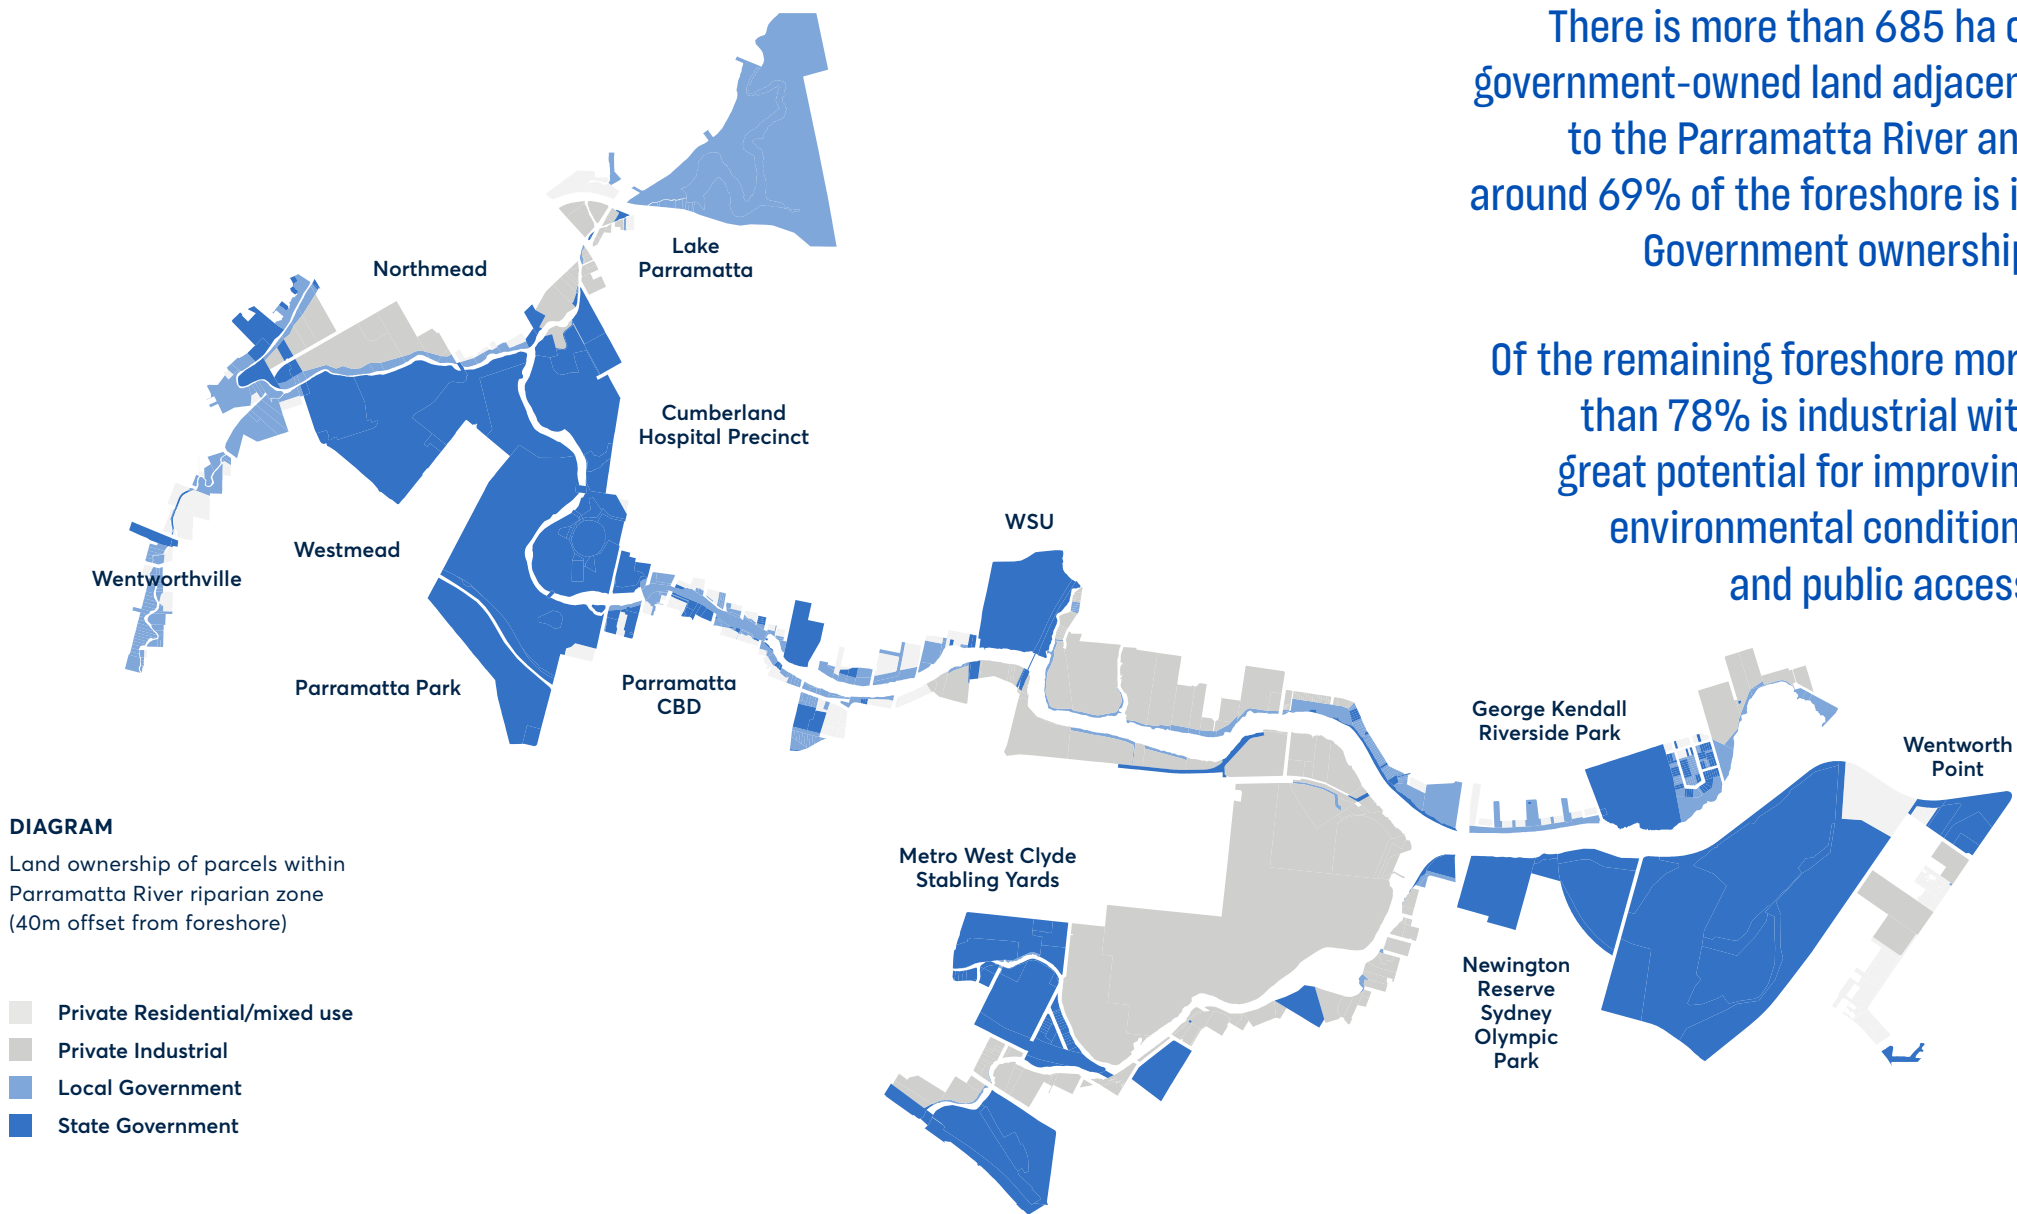 There is more than 685 ha o
government-owned land adjacen
to the Parramatta River an
around 69% of the foreshore is i
Government ownership
Of the remaining foreshore mor
than 78% is industrial wit
great potential for improvin
environmental condition
and public access
Lake
Parramatta
Northmead
Cumberland
Hospital Precinct
WSU
Westmead
Wentworthville
Parramatta Park
Parramatta
CBD
George Kendall
Riverside Park
Wentworth
Point
Metro West Clyde
Stabling Yards
Newington
Reserve
Sydney
Olympic
Park
DIAGRAM
Land ownership of parcels within
Parramatta River riparian zone
(40m offset from foreshore)
Private Residential/mixed use
Private Industrial
Local Government
State Government